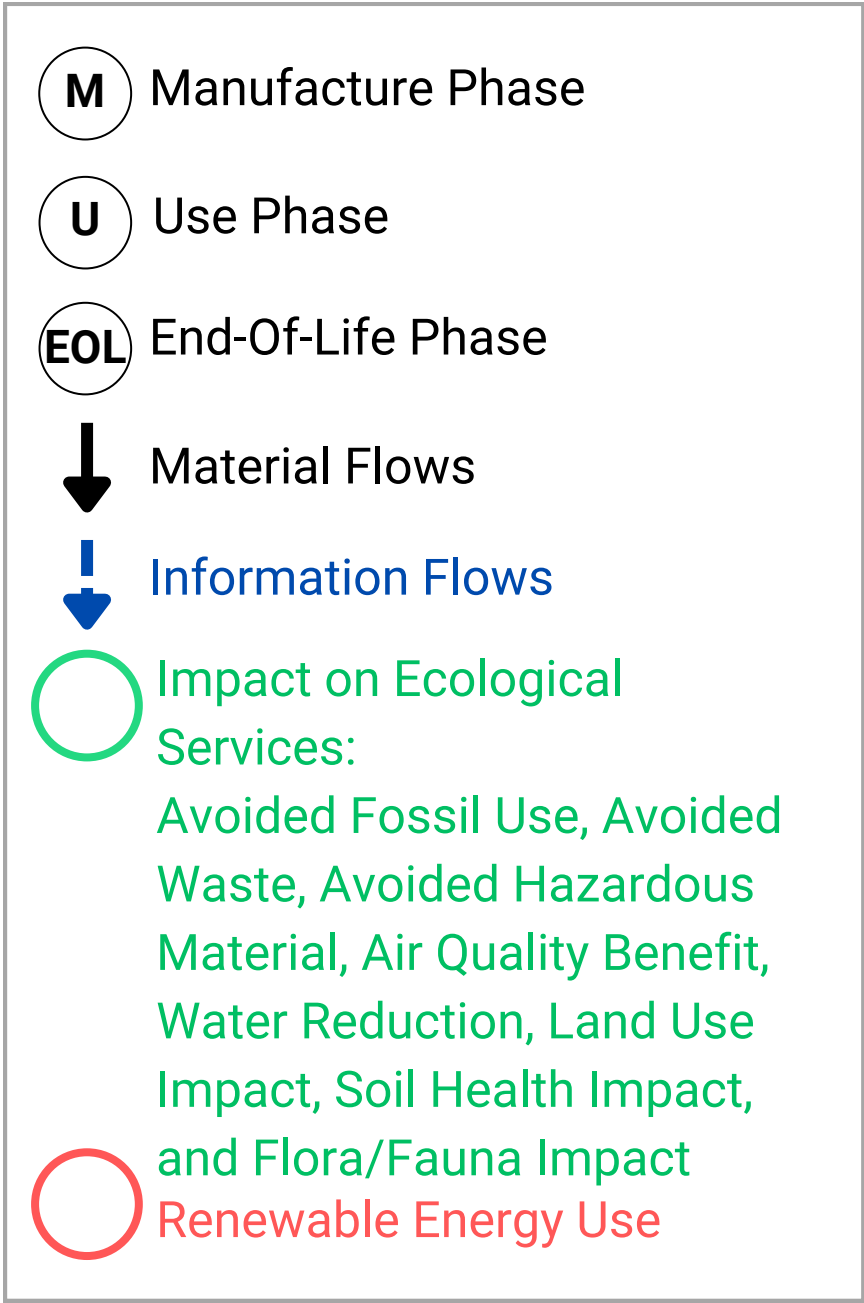 M Manufacture Phase
U Use Phase
EOL End-Of-Life Phase
Material Flows
Information Flows
Impact on Ecological
Services:
Avoided Fossil Use, Avoided
Waste, Avoided Hazardous
Material, Air Quality Benefit,
Water Reduction, Land Use
Impact, Soil Health Impact,
and Flora/Fauna Impact
Renewable Energy Use